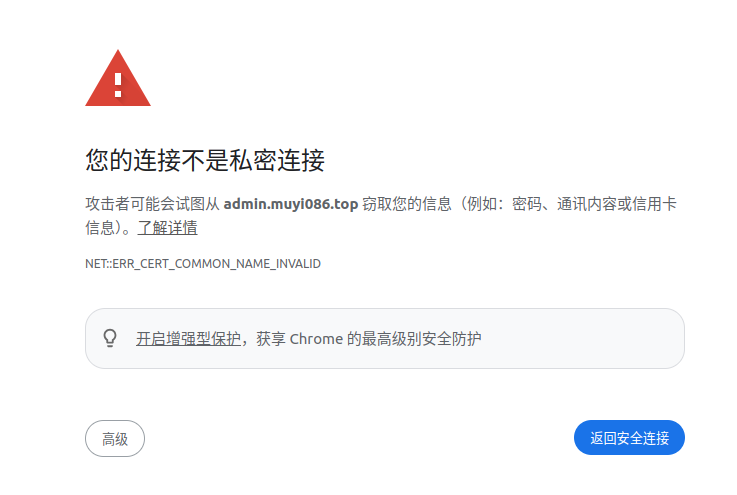 您的连接不是私密连接
攻击者可能会试图从 admin.muyi086.top 窃取您的信息（例如：密码、通讯内容或信用卡
信息）。了解详情
NET::ERR_CERT_COMMON_NAME_INVALID
开启增强型保护，获享 Chrome 的最高级别安全防护
高级
返回安全连接